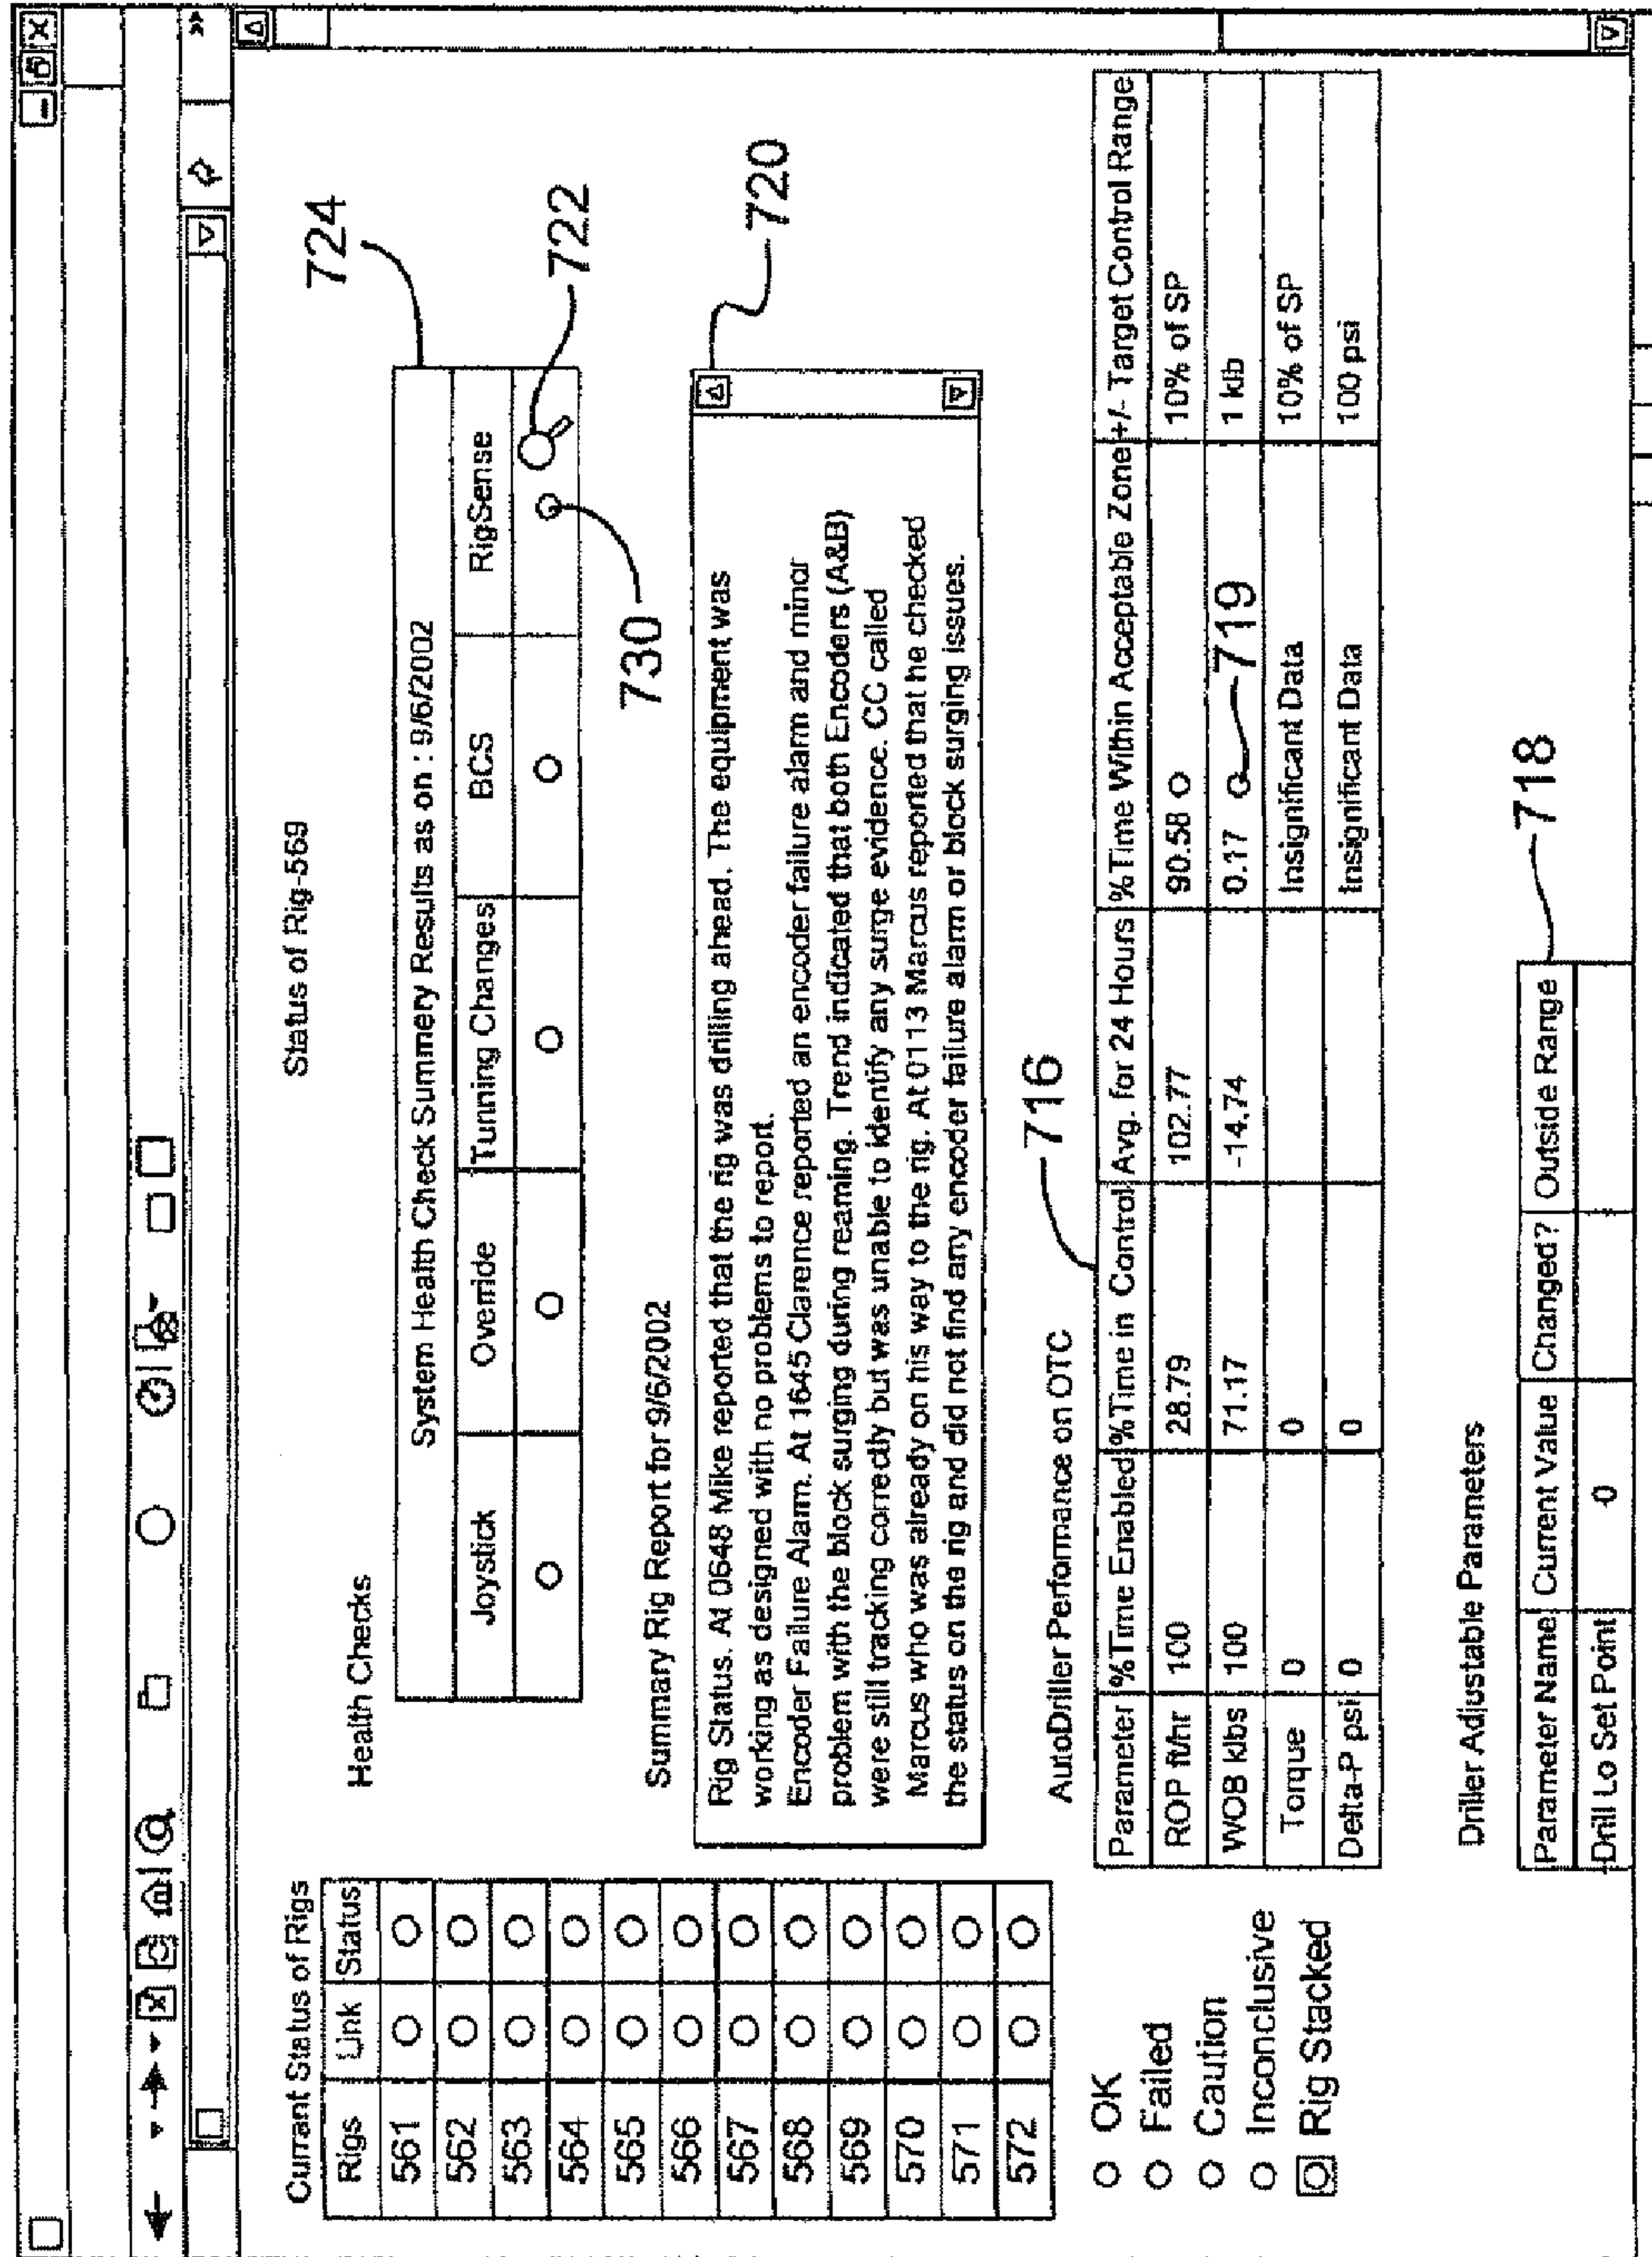 Status of Rig-569
Currant Status of Rigs
Rigs Link Status
561
562
563
564
565
566
567
568
569
570
571
572
OK
Failed
Caution
Inconclusive
Rig Stacked
Health Checks
724
System Health Check Summery Results as on : 9/6/2002
Joystick Override Tunning Changes BCS RigSense
722
730
Summary Rig Report for 9/6/2002
720
Rig Status. At 0648 Mike reported that the rig was drilling ahead. The equipment was
working as designed with no problems to report.
Encoder Failure Alarm. At 1645 Clarence reported an encoder failure alarm and minor
problem with the block surging during reaming. Trend indicated that both Encoders (A&B)
were still tracking correctly but was unable to identify any surge evidence. CC called
Marcus who was already on his way to the rig. At 0113 Marcus reported that he checked
the status on the rig and did not find any encoder failure alarm or block surging issues.
AutoDriller Performance on OTC
716
Parameter %Time Enabled %Time in Control Avg. for 24 Hours %Time Within Acceptable Zone +/- Target Control Range
ROP ft/hr 100 28.79 102.77 90.58 10% of SP
WOB klbs 100 71.17 -14.74 0.17 719 1 klb
Torque 0 0 Insignificant Data 10% of SP
Delta-P psi 0 0 Insignificant Data 100 psi
Driller Adjustable Parameters
718
Parameter Name Current Value Changed? Outside Range
Drill Lo Set Point 0